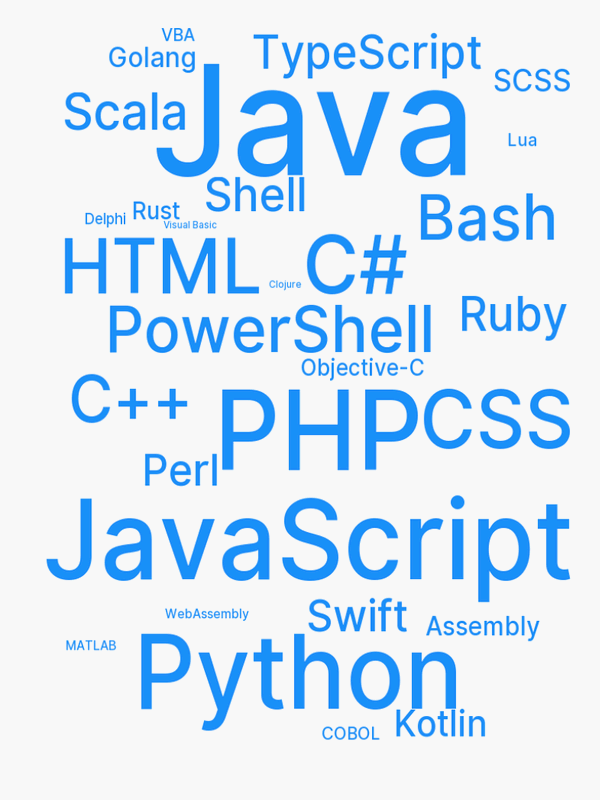 VBA
Golang
TypeScript
SCSS
Scala
Java
Lua
Shell
Delphi
Rust
Visual Basic
Bash
HTML
Clojure
C#
PowerShell
Ruby
Objective-C
C++
PHP
CSS
Perl
JavaScript
WebAssembly
Swift
Assembly
MATLAB
Python
COBOL
Kotlin